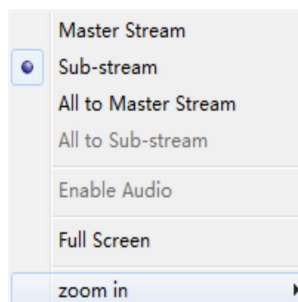 Master Stream
Sub-stream
All to Master Stream
All to Sub-stream
Enable Audio
Full Screen
zoom in